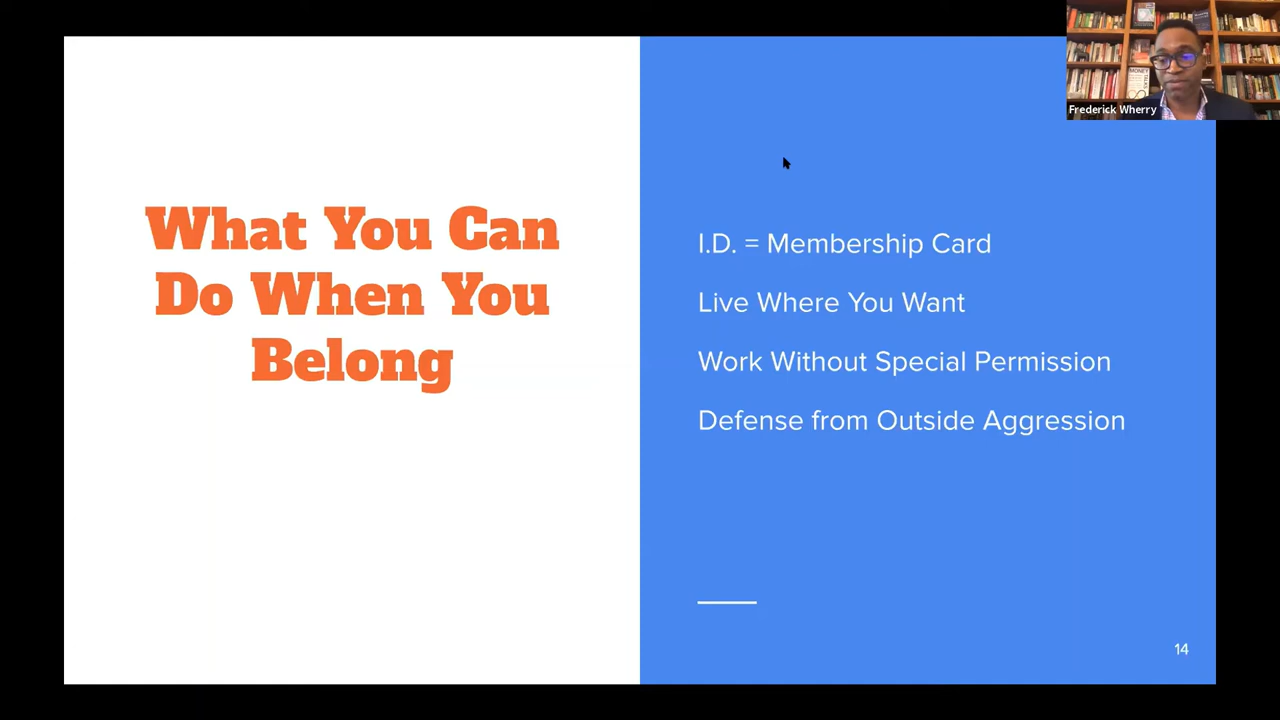 What You Can
Do When You
Belong
I.D. = Membership Card
Live Where You Want
Work Without Special Permission
Defense from Outside Aggression
14
Frederick Wherry